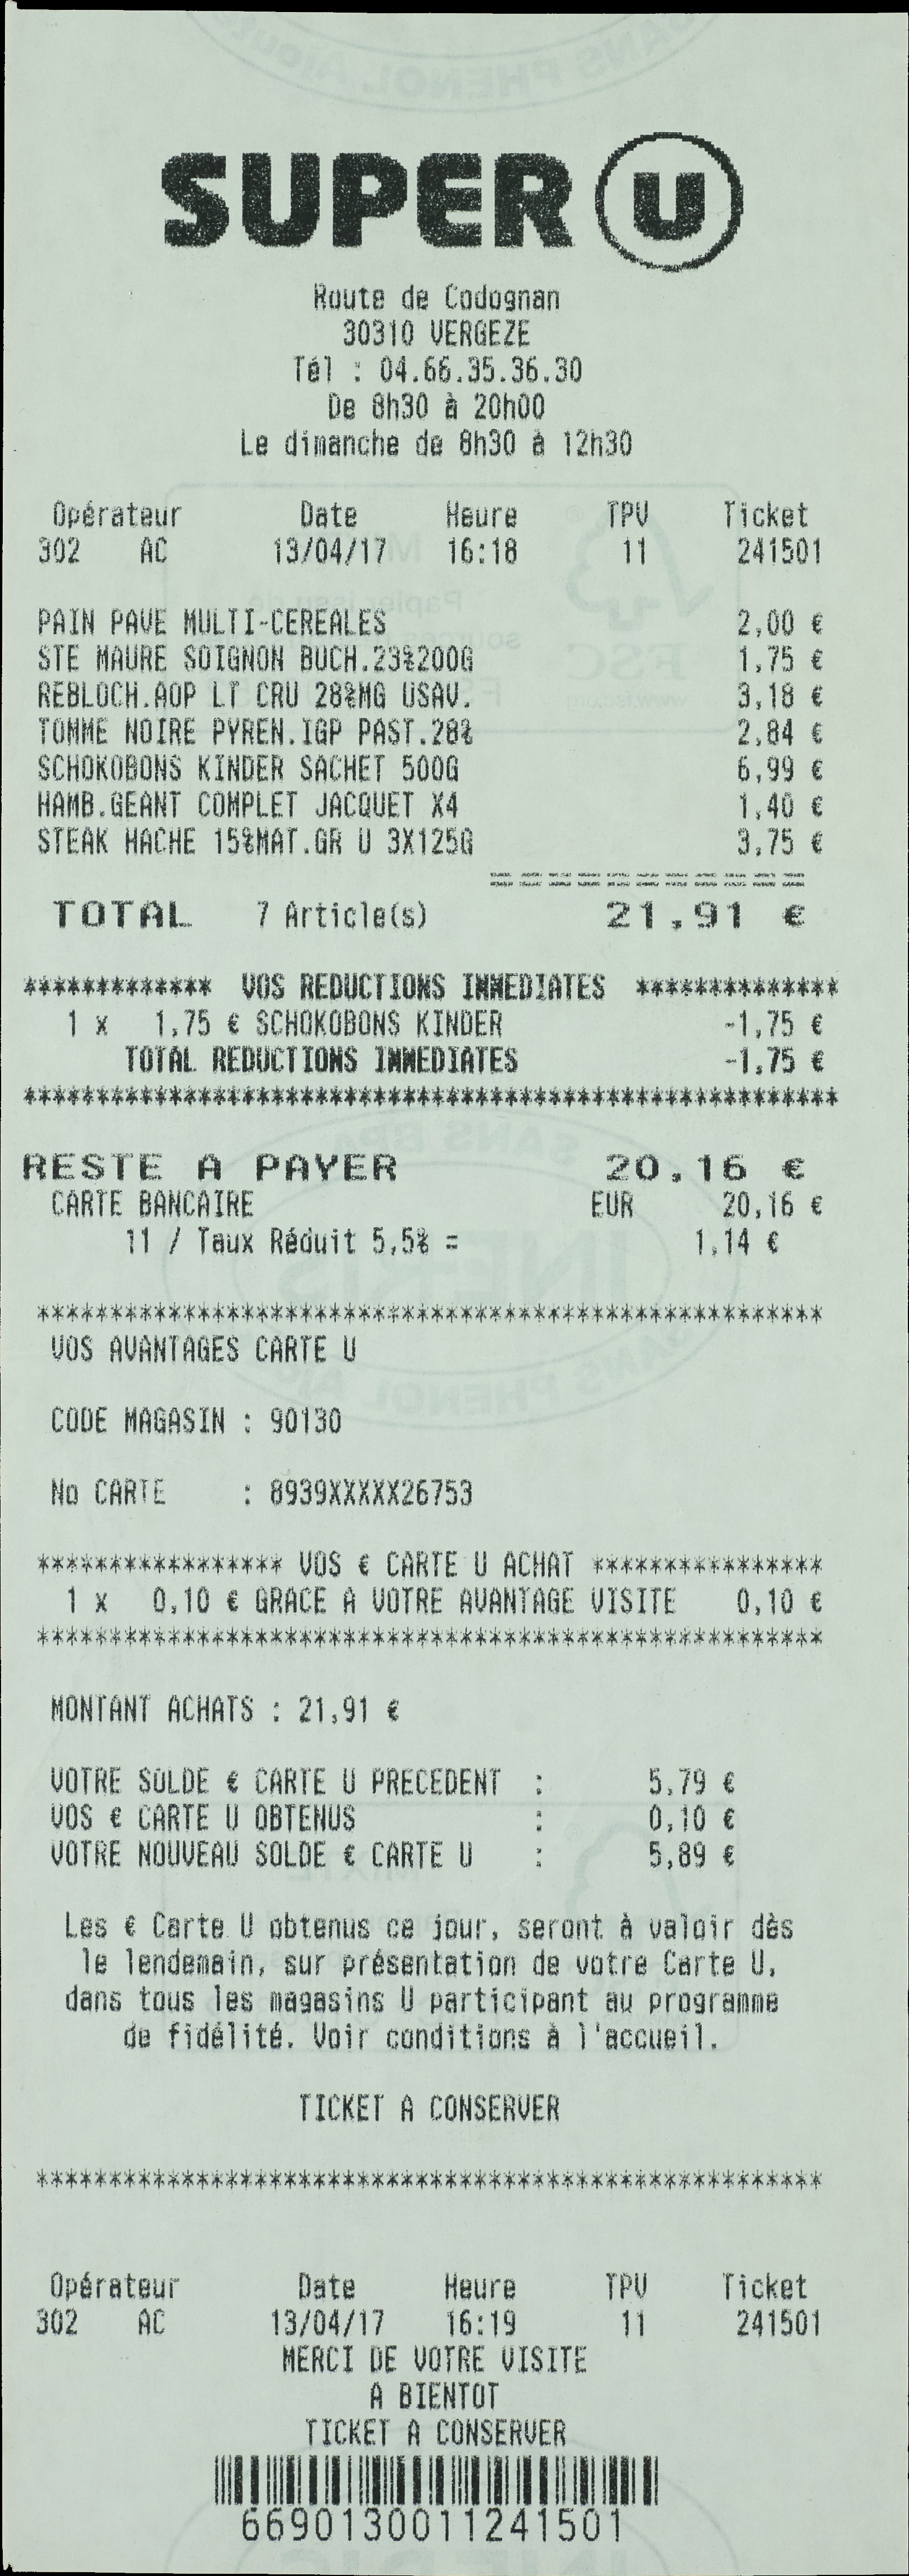 SUPER U
Route de Codognan
30310 VERGEZE
Tél : 04.66.35.36.30
De 8h30 à 20h00
Le dimanche de 8h30 à 12h30
Opérateur Date Heure TPV Ticket
302 AC 13/04/17 16:18 11 241501
PAIN PAVE MULTI-CEREALES 2,00 €
STE MAURE SOIGNON BUCH.23%200G 1,75 €
REBLOCH.AOP LT CRU 28%MG USAV. 3,18 €
TOMME NOIRE PYREN.IGP PAST.28% 2,84 €
SCHOKOBONS KINDER SACHET 500G 6,99 €
HAMB.GEANT COMPLET JACQUET X4 1,40 €
STEAK HACHE 15%MAT.GR U 3X125G 3,75 €
===========
TOTAL 7 Article(s) 21,91 €
************* VOS REDUCTIONS IMMEDIATES **************
1 x 1,75 € SCHOKOBONS KINDER -1,75 €
TOTAL REDUCTIONS IMMEDIATES -1,75 €
********************************************************
RESTE A PAYER 20,16 €
CARTE BANCAIRE EUR 20,16 €
11 / Taux Réduit 5,5% = 1,14 €
******************************************************
VOS AVANTAGES CARTE U
CODE MAGASIN : 90130
No CARTE : 8939XXXXX26753
***************** VOS € CARTE U ACHAT ****************
1 x 0,10 € GRACE A VOTRE AVANTAGE VISITE 0,10 €
******************************************************
MONTANT ACHATS : 21,91 €
VOTRE SOLDE € CARTE U PRECEDENT : 5,79 €
VOS € CARTE U OBTENUS : 0,10 €
VOTRE NOUVEAU SOLDE € CARTE U : 5,89 €
Les € Carte U obtenus ce jour, seront à valoir dès
le lendemain, sur présentation de votre Carte U,
dans tous les magasins U participant au programme
de fidélité. Voir conditions à l'accueil.
TICKET A CONSERVER
******************************************************
Opérateur Date Heure TPV Ticket
302 AC 13/04/17 16:19 11 241501
MERCI DE VOTRE VISITE
A BIENTOT
TICKET A CONSERVER
6690130011241501